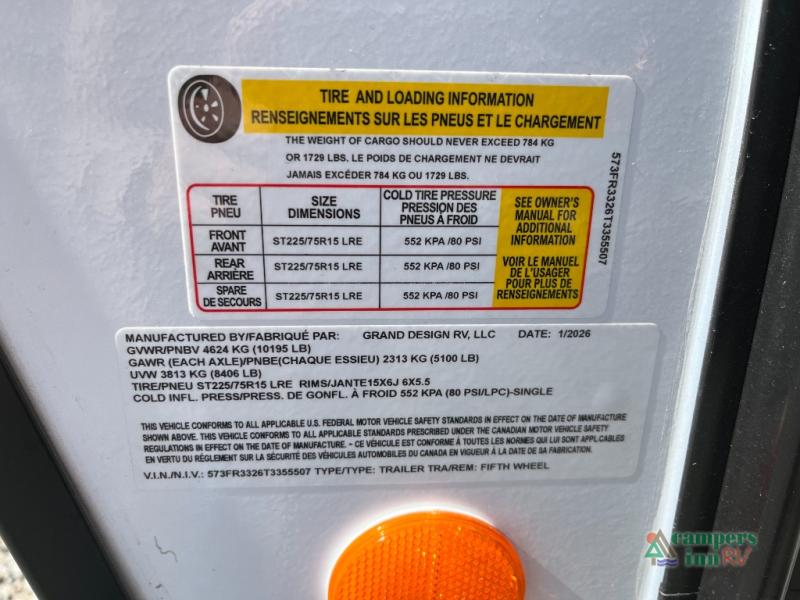 TIRE AND LOADING INFORMATION
RENSEIGNEMENTS SUR LES PNEUS ET LE CHARGEMENT
THE WEIGHT OF CARGO SHOULD NEVER EXCEED 784 KG
OR 1729 LBS. LE POIDS DE CHARGEMENT NE DEVRAIT
JAMAIS EXCÉDER 784 KG OU 1729 LBS.
TIRE
PNEU
SIZE
DIMENSIONS
COLD TIRE PRESSURE
PRESSION DES
PNEUS À FROID
FRONT
AVANT
ST225/75R15 LRE
552 KPA /80 PSI
REAR
ARRIÈRE
ST225/75R15 LRE
552 KPA /80 PSI
SPARE
DE SECOURS
ST225/75R15 LRE
552 KPA /80 PSI
SEE OWNER'S
MANUAL FOR
ADDITIONAL
INFORMATION
VOIR LE MANUEL
DE L'USAGER
POUR PLUS DE
RENSEIGNEMENTS
573FR3326T3355507
MANUFACTURED BY/FABRIQUÉ PAR: GRAND DESIGN RV, LLC DATE: 1/2026
GVWR/PNBV 4624 KG (10195 LB)
GAWR (EACH AXLE)/PNBE(CHAQUE ESSIEU) 2313 KG (5100 LB)
UVW 3813 KG (8406 LB)
TIRE/PNEU ST225/75R15 LRE RIMS/JANTE15X6J 6X5.5
COLD INFL. PRESS/PRESS. DE GONFL. À FROID 552 KPA (80 PSI/LPC)-SINGLE
THIS VEHICLE CONFORMS TO ALL APPLICABLE U.S. FEDERAL MOTOR VEHICLE SAFETY STANDARDS IN EFFECT ON THE DATE OF MANUFACTURE
SHOWN ABOVE. THIS VEHICLE CONFORMS TO ALL APPLICABLE STANDARDS PRESCRIBED UNDER THE CANADIAN MOTOR VEHICLE SAFETY
REGULATIONS IN EFFECT ON THE DATE OF MANUFACTURE. - CE VÉHICULE EST CONFORME À TOUTES LES NORMES QUI LUI SONT APPLICABLES
EN VERTU DU RÈGLEMENT SUR LA SÉCURITÉ DES VÉHICULES AUTOMOBILES DU CANADA EN VIGUEUR À LA DATE DE SA FABRICATION.
V.I.N./N.I.V.: 573FR3326T3355507 TYPE/TYPE: TRAILER TRA/REM: FIFTH WHEEL
campers
inn RV